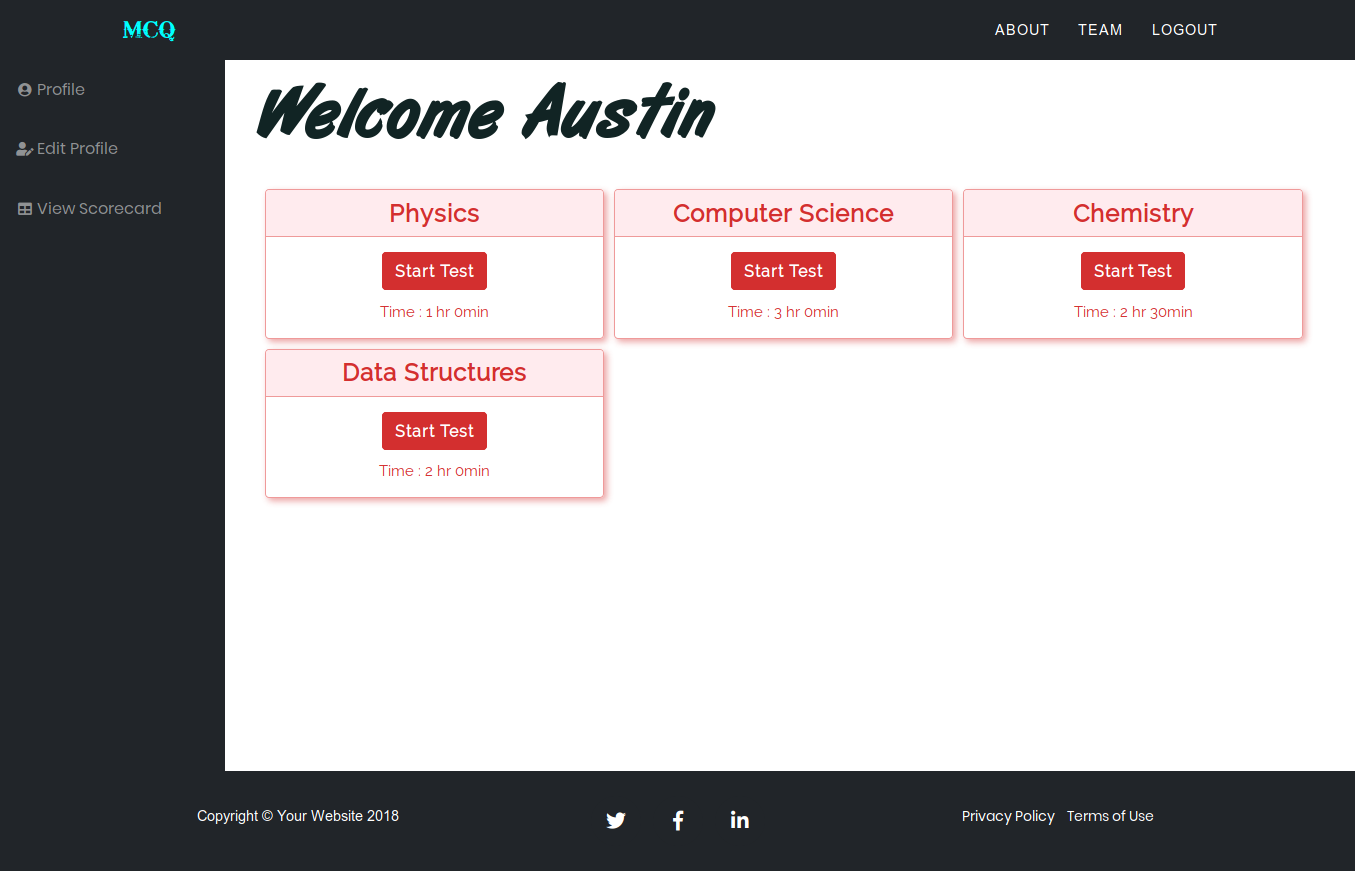 MCQ
ABOUT TEAM LOGOUT
Profile
Edit Profile
View Scorecard
Welcome Austin
Physics
Start Test
Time : 1 hr 0min
Computer Science
Start Test
Time : 3 hr 0min
Chemistry
Start Test
Time : 2 hr 30min
Data Structures
Start Test
Time : 2 hr 0min
Copyright © Your Website 2018
Privacy Policy Terms of Use